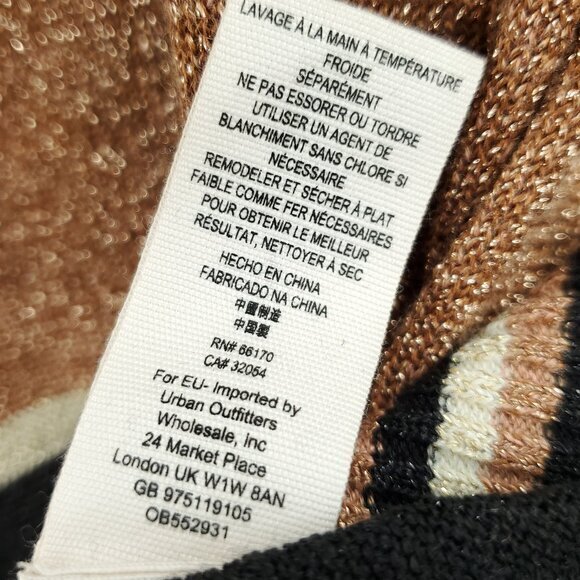 LAVAGE À LA MAIN À TEMPÉRATURE
FROIDE
SÉPARÉMENT
NE PAS ESSORER OU TORDRE
UTILISER UN AGENT DE
BLANCHIMENT SANS CHLORE SI
NÉCESSAIRE
REMODELER ET SÉCHER À PLAT
FAIBLE COMME FER NÉCESSAIRES
POUR OBTENIR LE MEILLEUR
RÉSULTAT, NETTOYER À SEC
HECHO EN CHINA
FABRICADO NA CHINA
中國制造
中国製
RN# 66170
CA# 32054
For EU- Imported by
Urban Outfitters
Wholesale, Inc
24 Market Place
London UK W1W 8AN
GB 975119105
OB552931